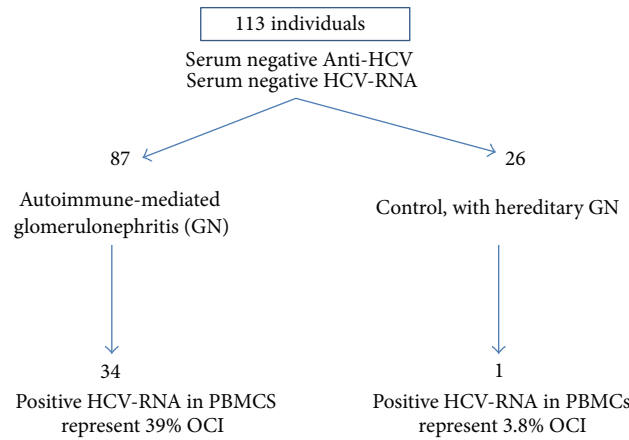 113 individuals
Serum negative Anti-HCV
Serum negative HCV-RNA
87
Autoimmune-mediated
glomerulonephritis (GN)
26
Control, with hereditary GN
34
Positive HCV-RNA in PBMCS
represent 39% OCI
1
Positive HCV-RNA in PBMCs
represent 3.8% OCI